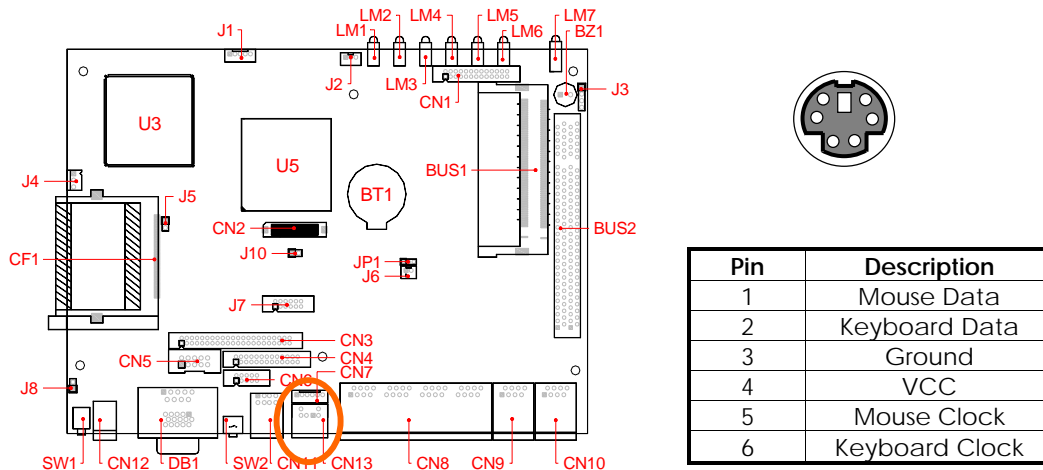 LM2 LM4 LM5 LM7
J1 LM1 LM6 BZ1
J2 LM3 CN1 J3
U3
U5
BUS1
J4 J5 BT1
CN2 BUS2
CF1 J10 JP1
J6
J7
CN3
CN5 CN4
CN6 CN7
J8
SW1 CN12 DB1 SW2 CN11 CN13 CN8 CN9 CN10
Pin Description
1 Mouse Data
2 Keyboard Data
3 Ground
4 VCC
5 Mouse Clock
6 Keyboard Clock